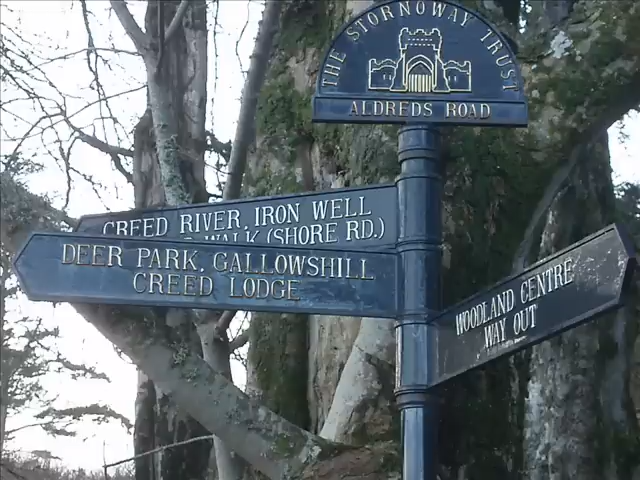 THE STORNOWAY TRUST
ALDREDS ROAD
CREED RIVER, IRON WELL
WALK (SHORE RD.)
DEER PARK, GALLOWSHILL
CREED LODGE
WOODLAND CENTRE
WAY OUT